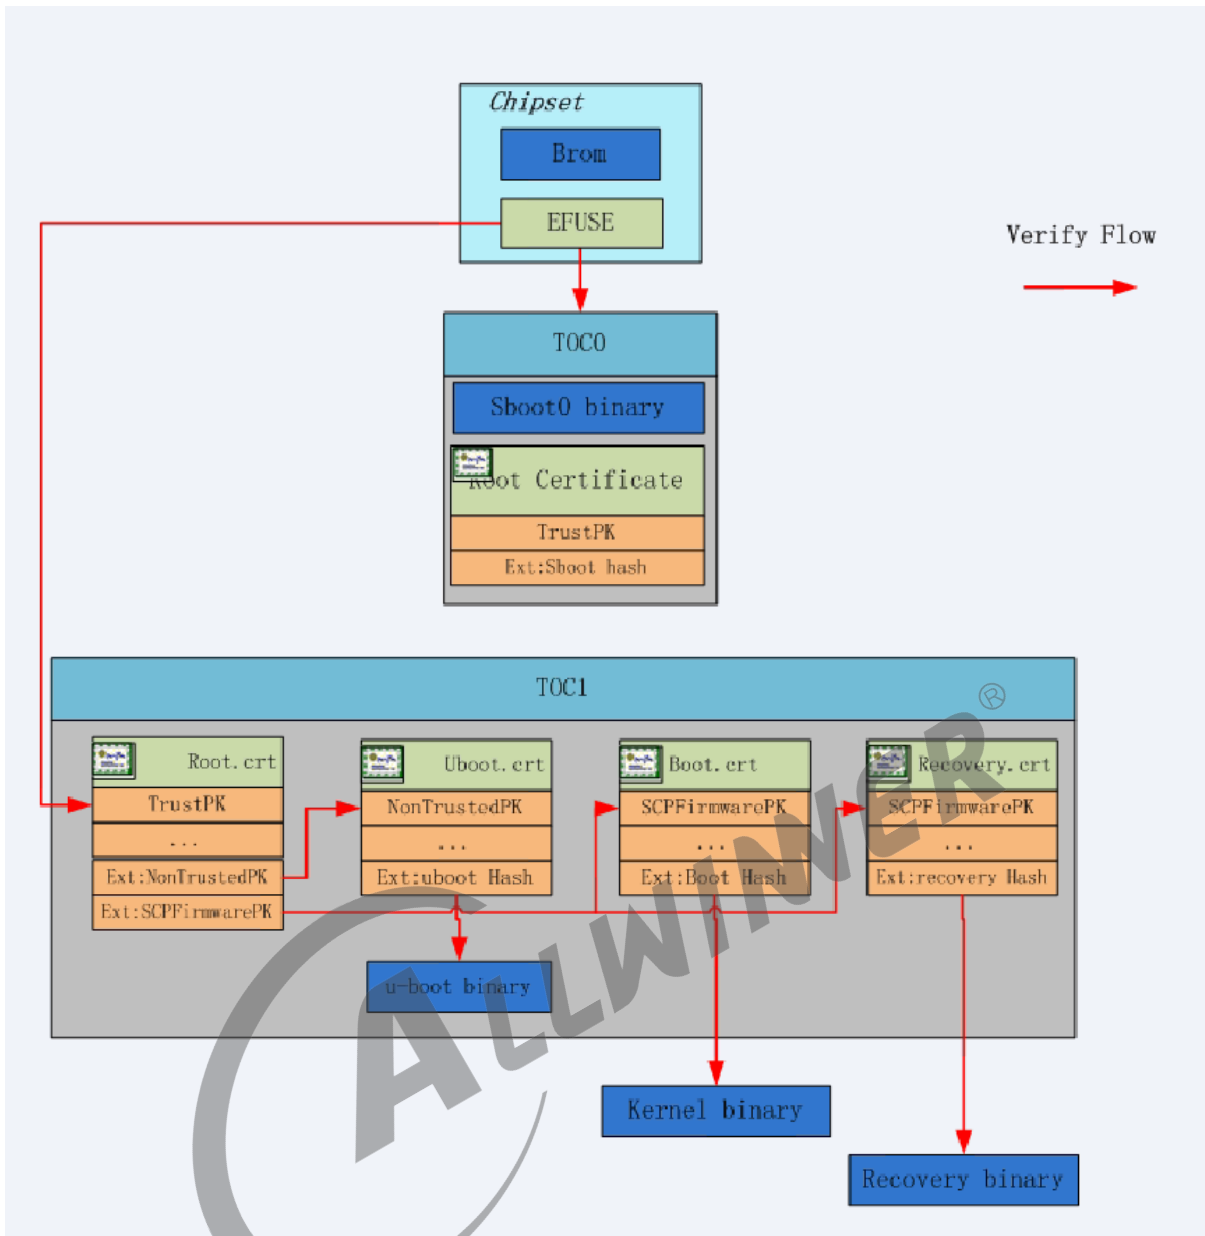 Chipset
Brom
EFUSE
Verify Flow
TOC0
Sboot0 binary
Root Certificate
TrustPK
Ext:Sboot hash
TOC1
Root.crt
TrustPK
...
Ext:NonTrustedPK
Ext:SCPFirmwarePK
Uboot.crt
NonTrustedPK
...
Ext:uboot Hash
u-boot binary
Boot.crt
SCPFirmwarePK
...
Ext:Boot Hash
Recovery.crt
SCPFirmwarePK
...
Ext:recovery Hash
Kernel binary
Recovery binary
ALLWINNER®